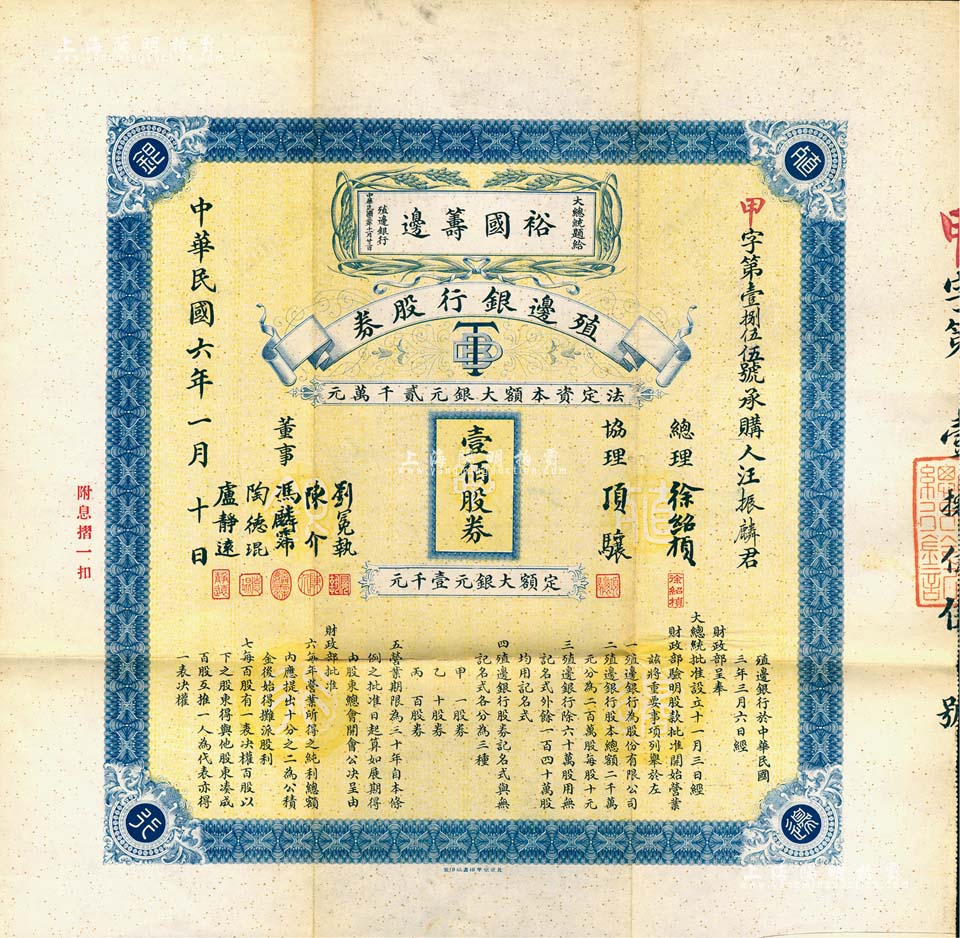 甲字第壹捌伍伍號承購人汪振麟君
大總統題給
裕國籌邊
殖邊銀行
殖邊銀行股券
TBD
法定資本額大銀元貳千萬元
壹佰股券
定額大銀元壹千元
總理 徐紹楨
協理 項驤
董事
劉冕執
陳介
馮麟霈
陶德琨
盧靜遠
中華民國六年一月十日
殖邊銀行於中華民國
三年三月六日經
財政部呈奉
大總統批准設立十一月三日經
財政部驗明股款批准開始營業
茲將重要事項列舉於左
一殖邊銀行為股份有限公司
二殖邊銀行股本總額二千萬
元分為二百萬股每股十元
三殖邊銀行除六十萬股用無
記名式外餘一百四十萬股
均用記名式
四殖邊銀行股券記名式與無
記名式各分為三種
甲 一股券
乙 十股券
丙 百股券
五營業期限為三十年自本條
例之批准日起算如展期得
由股東總會開會公決呈由
財政部批准
六每年營業所得之純利總額
內應提出十分之二為公積
金後始得攤派股利
七每百股有一表決權百股以
下之股東得與他股東湊成
百股互推一人為代表亦得
一表決權
附息摺一扣
殖
邊
銀
行
上海陽明拍賣
www.yangmingauction.com